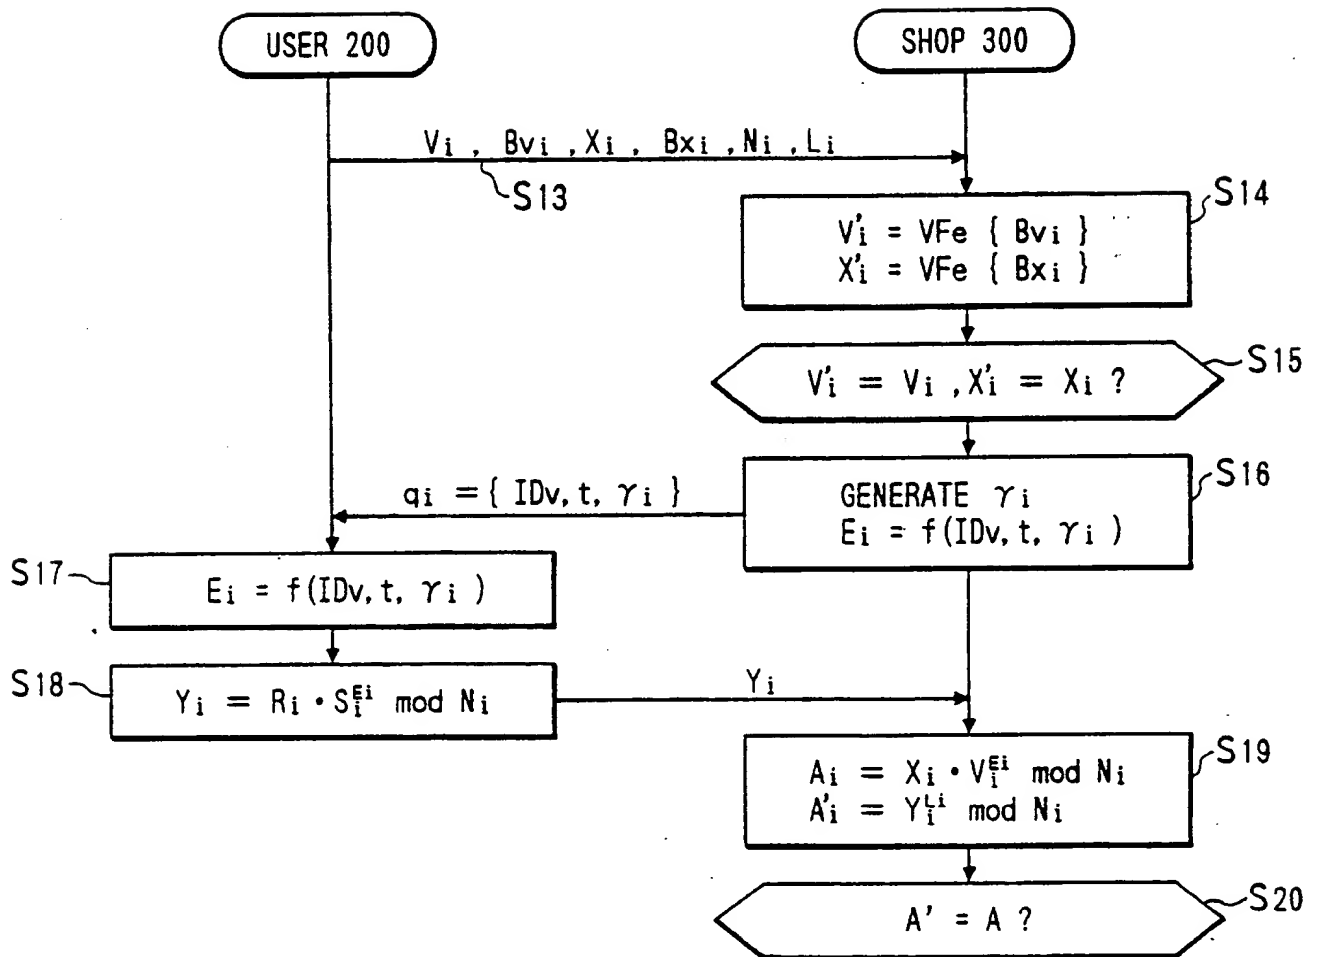 USER 200
SHOP 300
Vi , Bvi , Xi , Bxi , Ni , Li
S13
S14
V'i = VFe { Bvi }
X'i = VFe { Bxi }
S15
V'i = Vi , X'i = Xi ?
S16
qi = { IDv, t, γi }
GENERATE γi
Ei = f(IDv, t, γi )
S17
Ei = f(IDv, t, γi )
S18
Yi = Ri · Si^Ei mod Ni
Yi
S19
Ai = Xi · Vi^Ei mod Ni
A'i = Yi^Li mod Ni
S20
A' = A ?